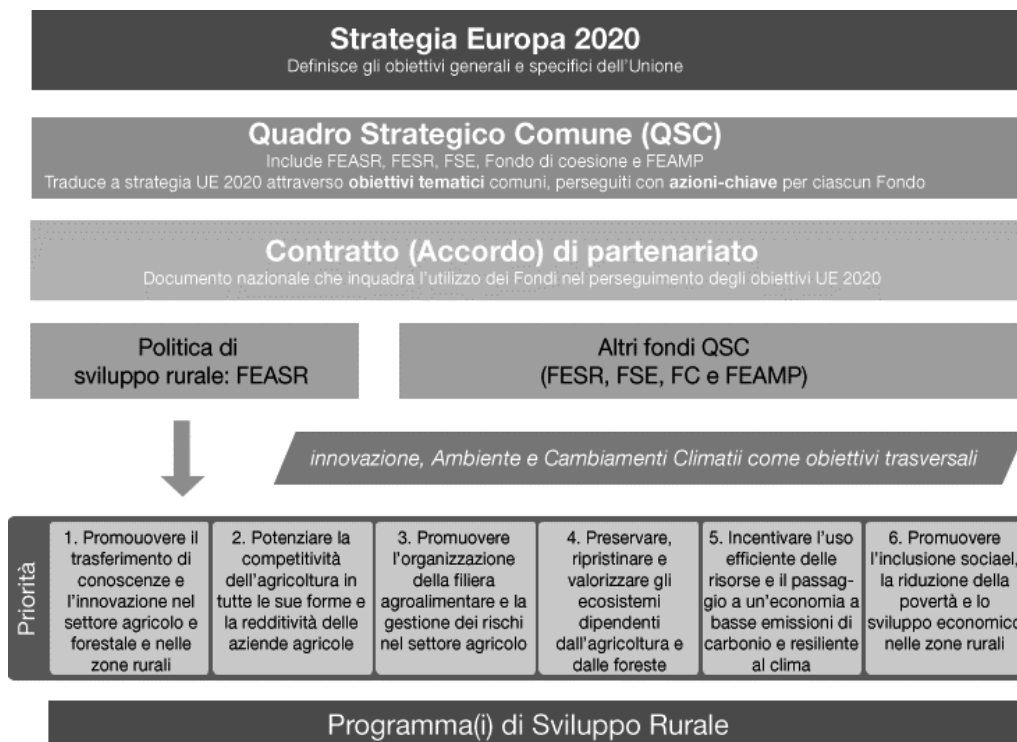 Strategia Europa 2020
Definisce gli obiettivi generali e specifici dell'Unione
Quadro Strategico Comune (QSC)
Include FEASR, FESR, FSE, Fondo di coesione e FEAMP
Traduce a strategia UE 2020 attraverso obiettivi tematici comuni, perseguiti con azioni-chiave per ciascun Fondo
Contratto (Accordo) di partenariato
Documento nazionale che inquadra l'utilizzo dei Fondi nel perseguimento degli obiettivi UE 2020
Politica di
sviluppo rurale: FEASR
Altri fondi QSC
(FESR, FSE, FC e FEAMP)
innovazione, Ambiente e Cambiamenti Climatii come obiettivi trasversali
Priorità
1. Promouovere il
trasferimento di
conoscenze e
l'innovazione nel
settore agricolo e
forestale e nelle
zone rurali
2. Potenziare la
competitività
dell'agricoltura in
tutte le sue forme e
la redditività delle
aziende agricole
3. Promuovere
l'organizzazione
della filiera
agroalimentare e la
gestione dei rischi
nel settore agricolo
4. Preservare,
ripristinare e
valorizzare gli
ecosistemi
dipendenti
dall'agricoltura e
dalle foreste
5. Incentivare l'uso
efficiente delle
risorse e il passag-
gio a un'economia a
basse emissioni di
carbonio e resiliente
al clima
6. Promuovere
l'inclusione sociael,
la riduzione della
povertà e lo
sviluppo economico
nelle zone rurali
Programma(i) di Sviluppo Rurale